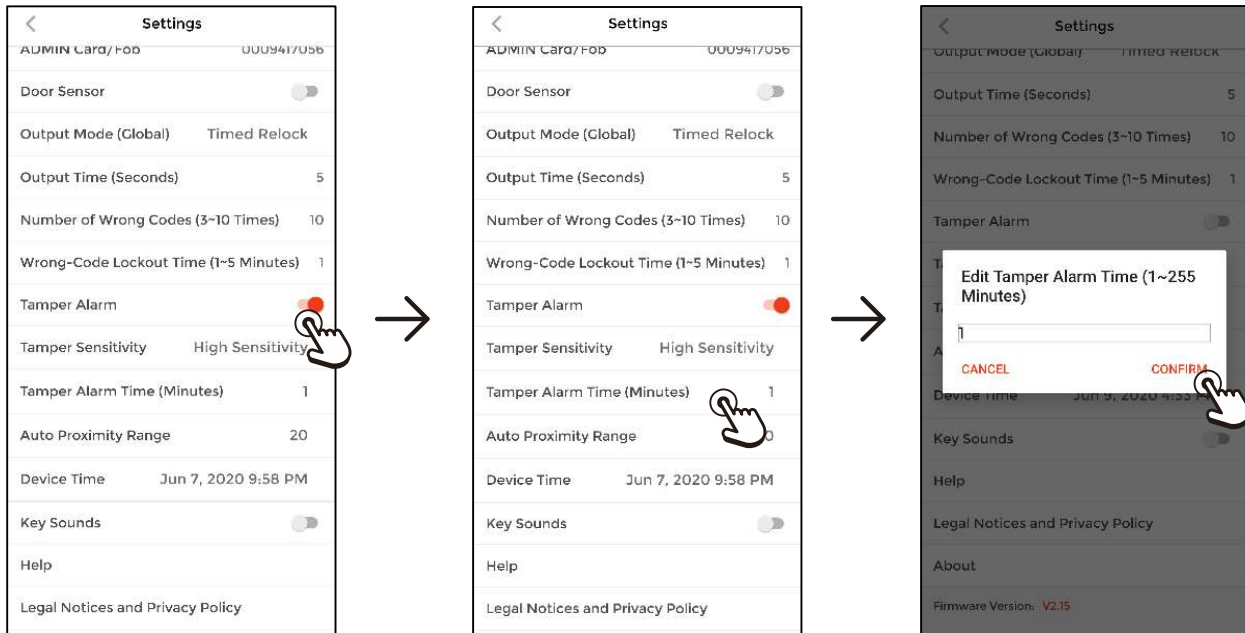 Settings
ADMIN Card/Fob 0009417056
Door Sensor
Output Mode (Global) Timed Relock
Output Time (Seconds) 5
Number of Wrong Codes (3~10 Times) 10
Wrong-Code Lockout Time (1~5 Minutes) 1
Tamper Alarm
Tamper Sensitivity High Sensitivity
Tamper Alarm Time (Minutes) 1
Auto Proximity Range 20
Device Time Jun 7, 2020 9:58 PM
Key Sounds
Help
Legal Notices and Privacy Policy
Settings
ADMIN Card/Fob 0009417056
Door Sensor
Output Mode (Global) Timed Relock
Output Time (Seconds) 5
Number of Wrong Codes (3~10 Times) 10
Wrong-Code Lockout Time (1~5 Minutes) 1
Tamper Alarm
Tamper Sensitivity High Sensitivity
Tamper Alarm Time (Minutes) 1
Auto Proximity Range 0
Device Time Jun 7, 2020 9:58 PM
Key Sounds
Help
Legal Notices and Privacy Policy
Settings
Output Mode (Global) Timed Relock
Output Time (Seconds) 5
Number of Wrong Codes (3~10 Times) 10
Wrong-Code Lockout Time (1~5 Minutes) 1
Tamper Alarm
Edit Tamper Alarm Time (1~255
Minutes)
1
CANCEL CONFIRM
Device Time Jun 9, 2020 4:53
Key Sounds
Help
Legal Notices and Privacy Policy
About
Firmware Version: V2.15